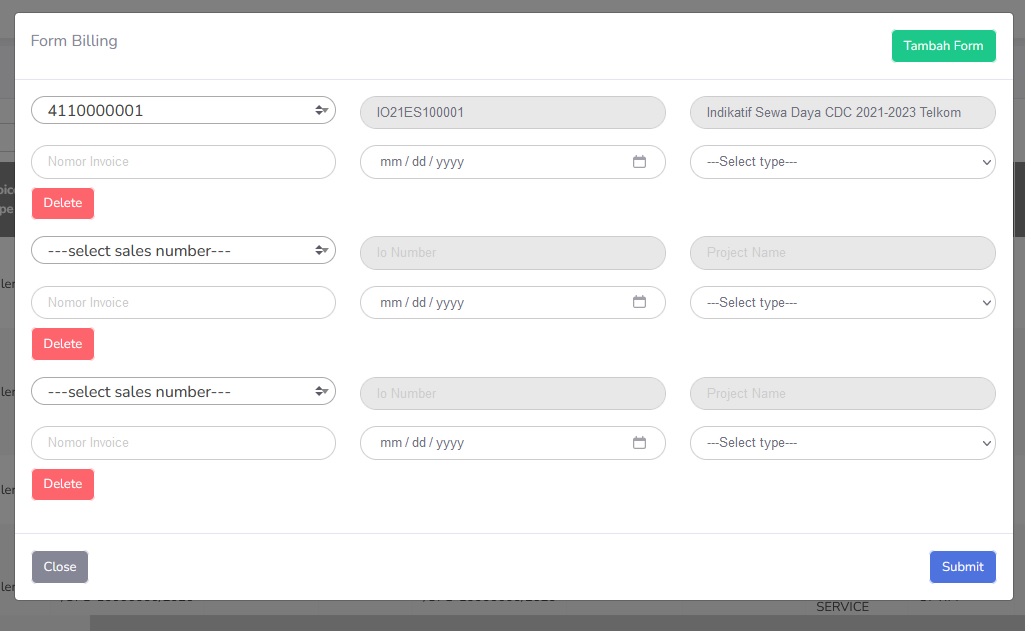 Form Billing
Tambah Form
4110000001
IO21ES100001
Indikatif Sewa Daya CDC 2021-2023 Telkom
Nomor Invoice
mm / dd / yyyy
---Select type---
Delete
---select sales number---
Io Number
Project Name
Nomor Invoice
mm / dd / yyyy
---Select type---
Delete
---select sales number---
Io Number
Project Name
Nomor Invoice
mm / dd / yyyy
---Select type---
Delete
Close
Submit
SERVICE